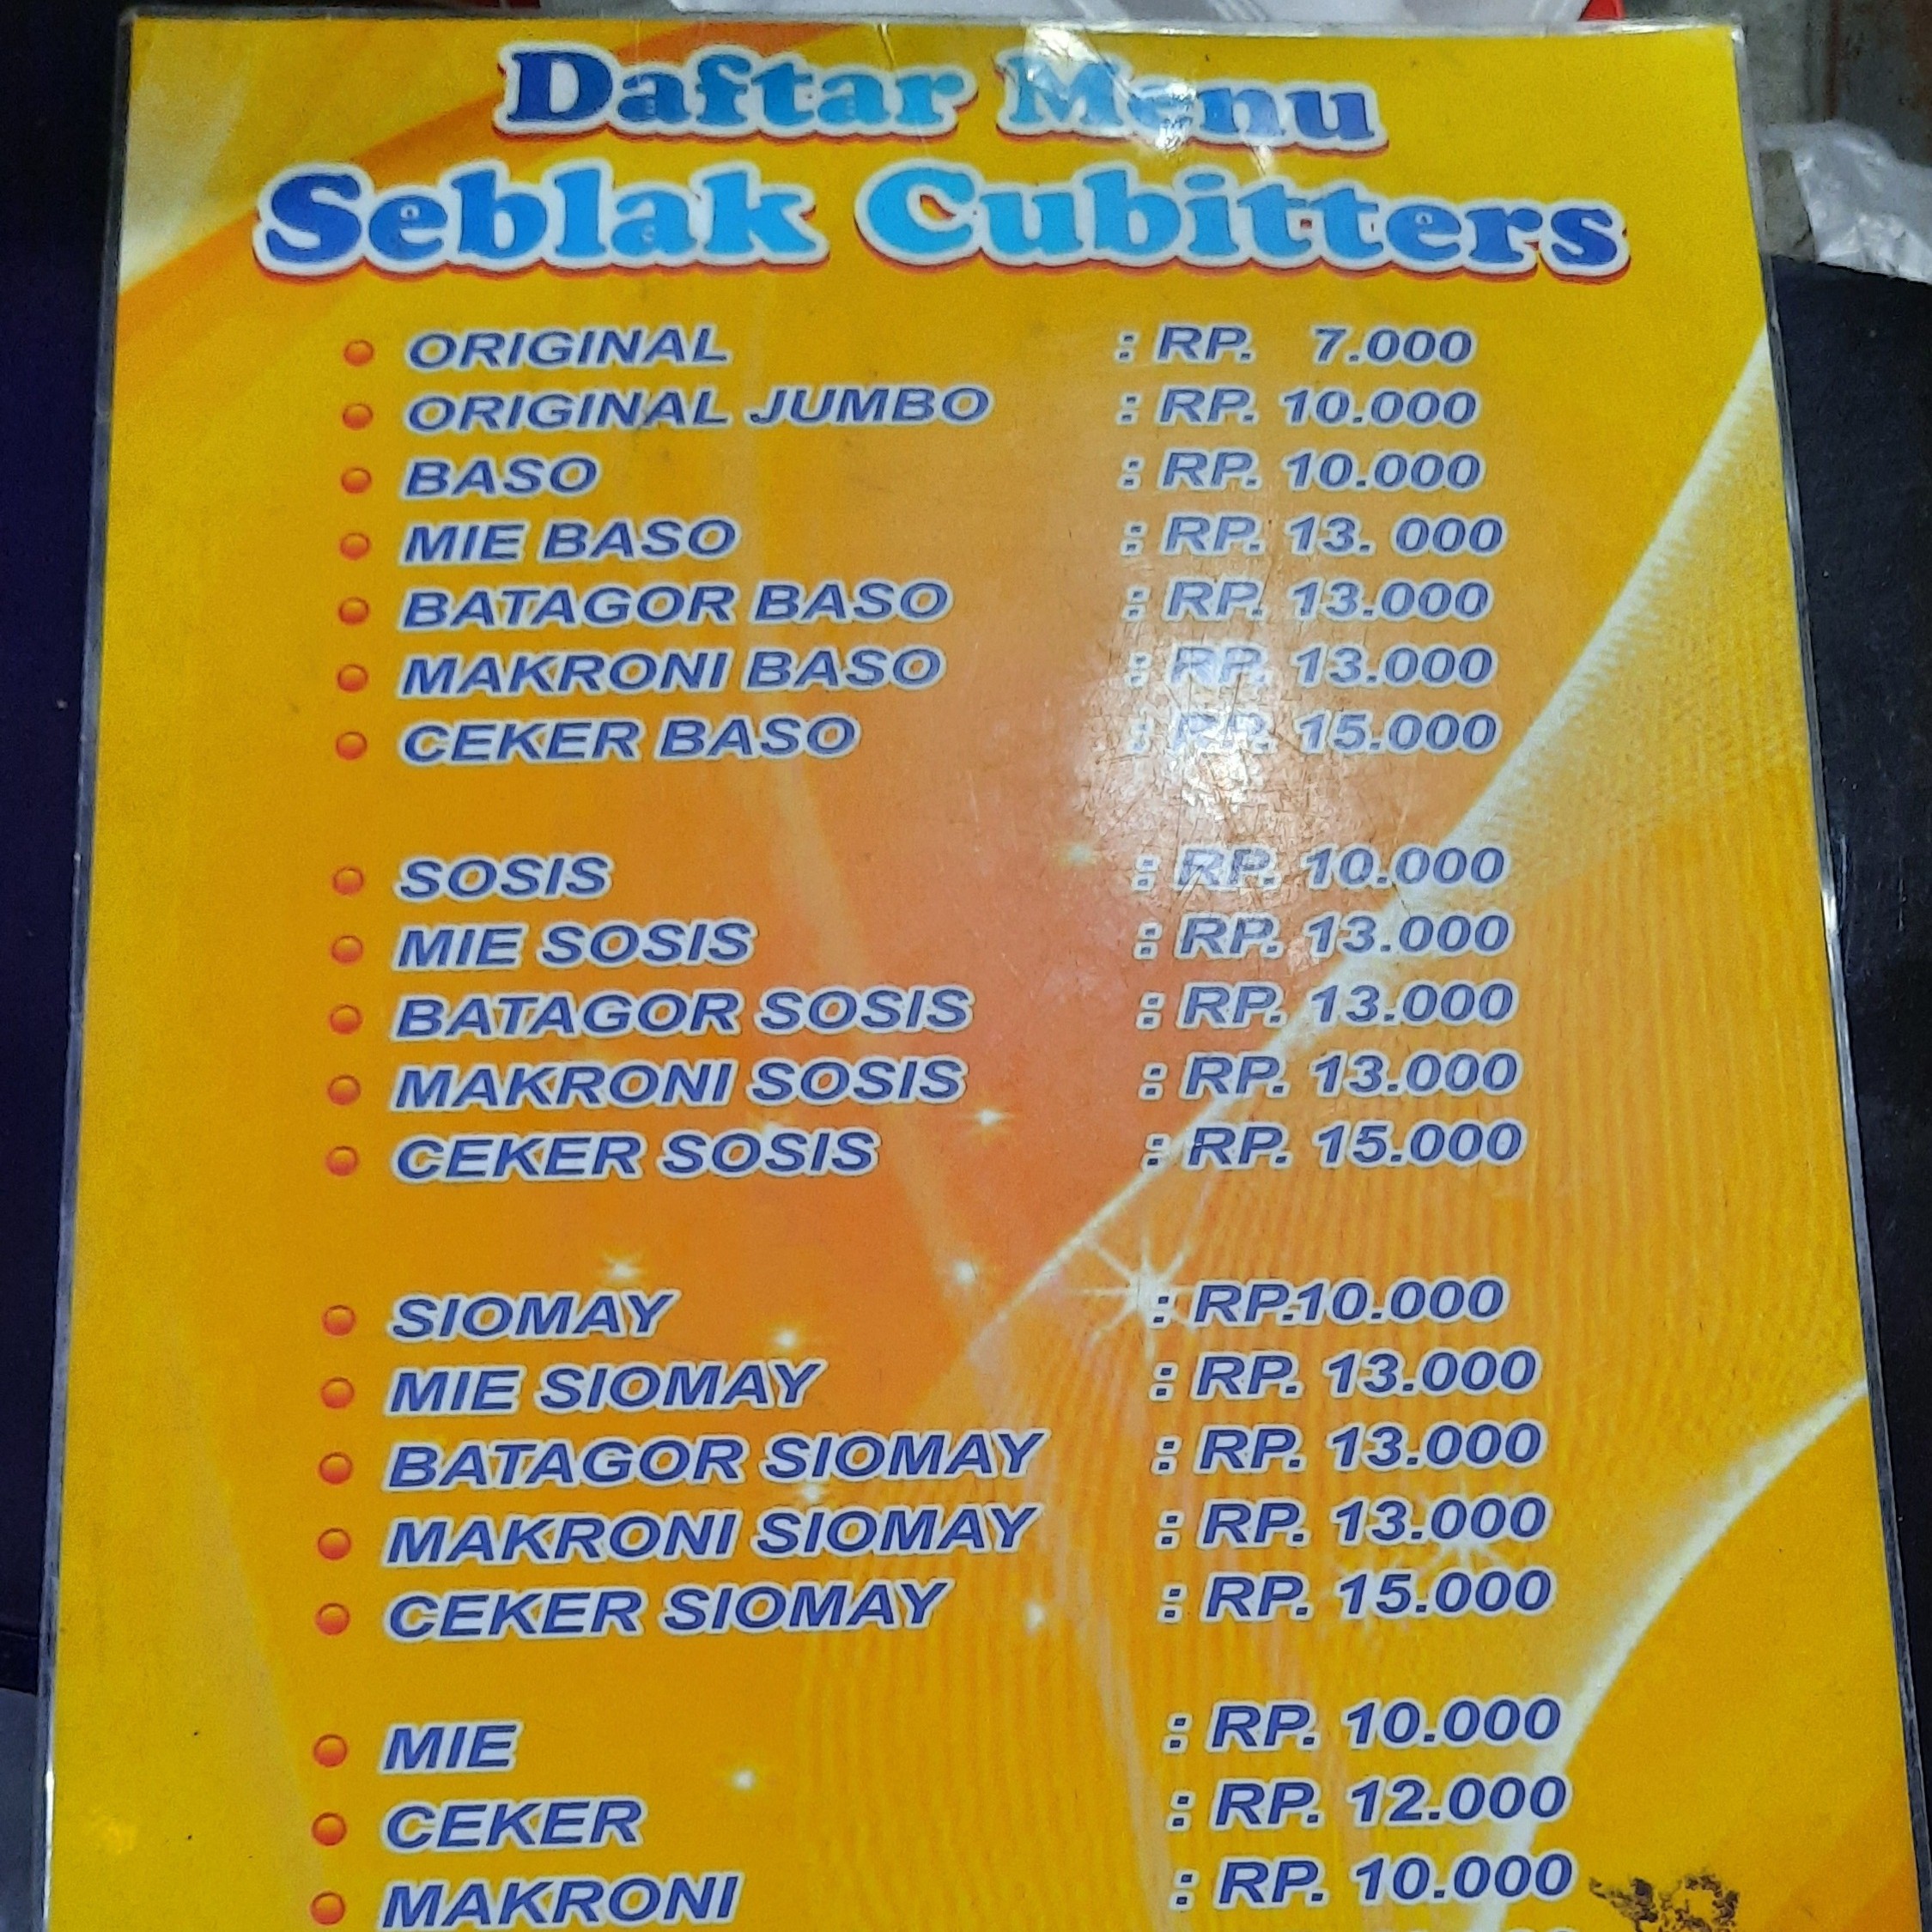 Daftar Menu
Seblak Cubitters
ORIGINAL : RP. 7.000
ORIGINAL JUMBO : RP. 10.000
BASO : RP. 10.000
MIE BASO : RP. 13. 000
BATAGOR BASO : RP. 13.000
MAKRONI BASO : RP. 13.000
CEKER BASO : RP. 15.000
SOSIS : RP. 10.000
MIE SOSIS : RP. 13.000
BATAGOR SOSIS : RP. 13.000
MAKRONI SOSIS : RP. 13.000
CEKER SOSIS : RP. 15.000
SIOMAY : RP.10.000
MIE SIOMAY : RP. 13.000
BATAGOR SIOMAY : RP. 13.000
MAKRONI SIOMAY : RP. 13.000
CEKER SIOMAY : RP. 15.000
MIE : RP. 10.000
CEKER : RP. 12.000
MAKRONI : RP. 10.000